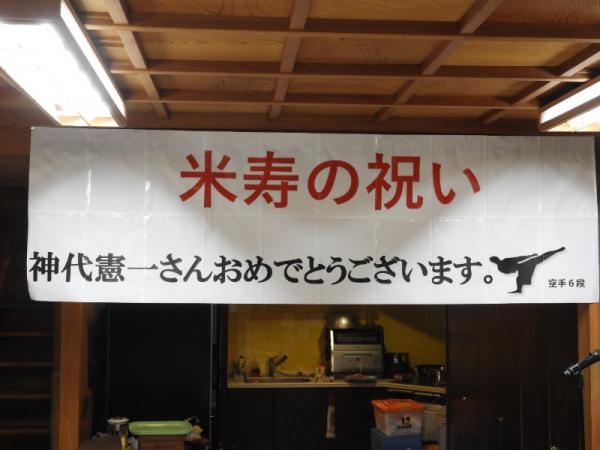 米寿の祝い
神代憲一さんおめでとうございます。
空手6段